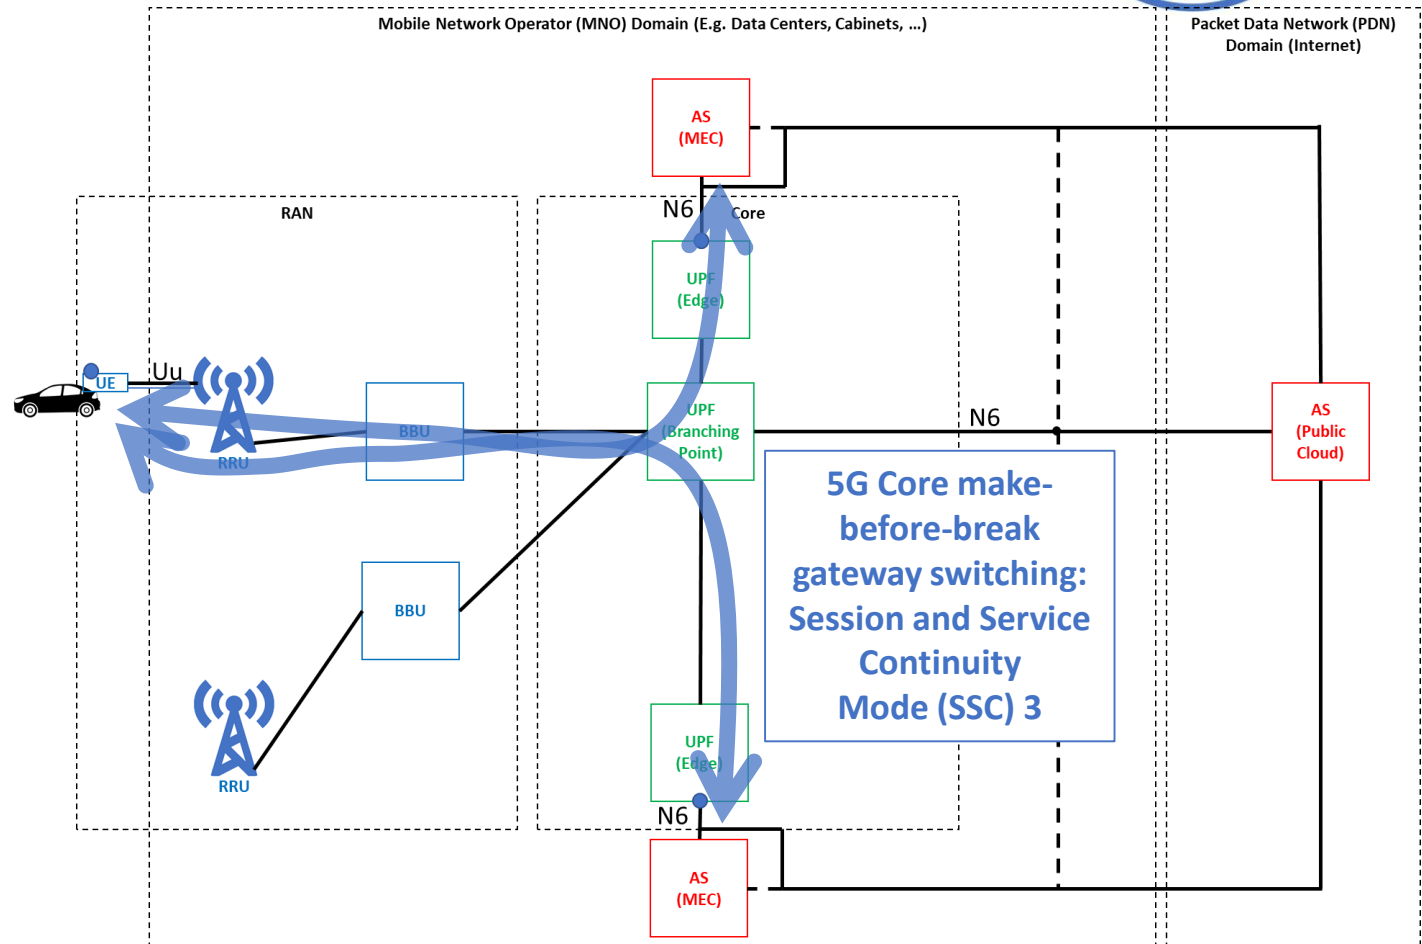 Mobile Network Operator (MNO) Domain (E.g. Data Centers, Cabinets, …)
Packet Data Network (PDN)
Domain (Internet)
AS
(MEC)
RAN
N6
Core
UPF
(Edge)
UE
Uu
RRU
BBU
UPF
(Branching
Point)
N6
AS
(Public
Cloud)
5G Core make-
before-break
gateway switching:
Session and Service
Continuity
Mode (SSC) 3
BBU
RRU
UPF
(Edge)
N6
AS
(MEC)